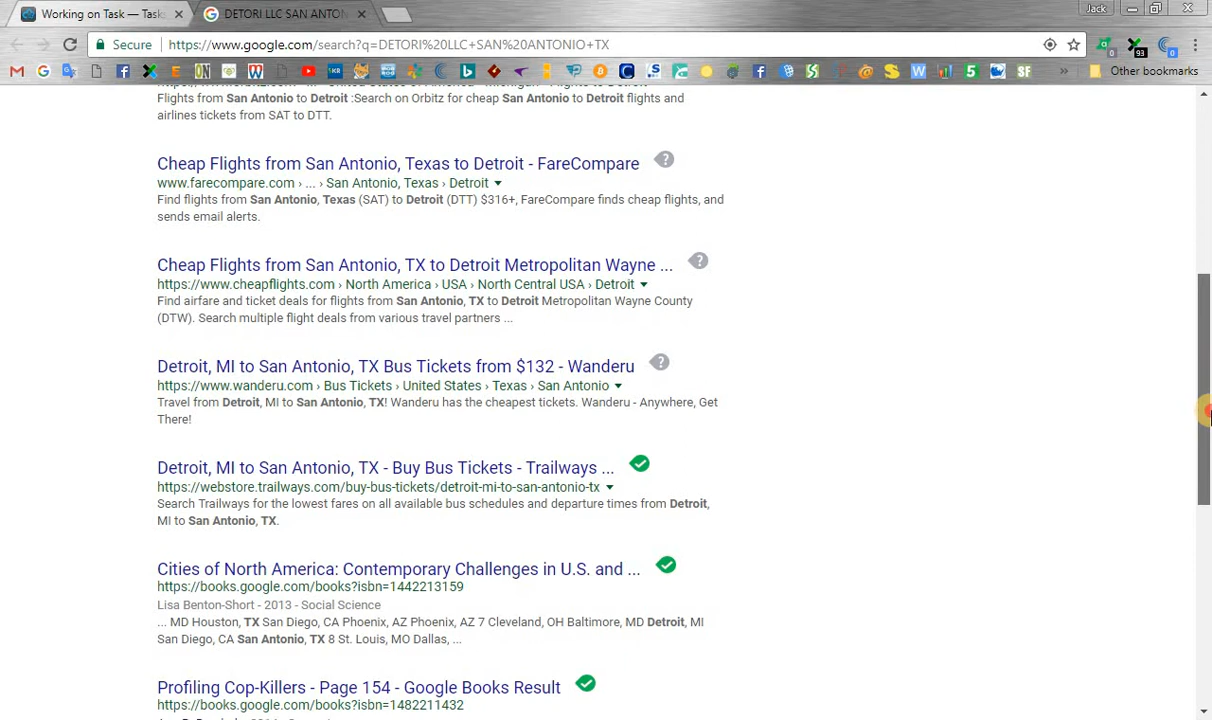 Working on Task — Task
DETORI LLC SAN ANTON
Jack
Secure
https://www.google.com/search?q=DETORI%20LLC+SAN%20ANTONIO+TX
0
93
0
Other bookmarks
Flights from San Antonio to Detroit :Search on Orbitz for cheap San Antonio to Detroit flights and
airlines tickets from SAT to DTT.
Cheap Flights from San Antonio, Texas to Detroit - FareCompare
www.farecompare.com › ... › San Antonio, Texas › Detroit
Find flights from San Antonio, Texas (SAT) to Detroit (DTT) $316+, FareCompare finds cheap flights, and
sends email alerts.
Cheap Flights from San Antonio, TX to Detroit Metropolitan Wayne ...
https://www.cheapflights.com › North America › USA › North Central USA › Detroit
Find airfare and ticket deals for flights from San Antonio, TX to Detroit Metropolitan Wayne County
(DTW). Search multiple flight deals from various travel partners ...
Detroit, MI to San Antonio, TX Bus Tickets from $132 - Wanderu
https://www.wanderu.com › Bus Tickets › United States › Texas › San Antonio
Travel from Detroit, MI to San Antonio, TX! Wanderu has the cheapest tickets. Wanderu - Anywhere, Get
There!
Detroit, MI to San Antonio, TX - Buy Bus Tickets - Trailways ...
https://webstore.trailways.com/buy-bus-tickets/detroit-mi-to-san-antonio-tx
Search Trailways for the lowest fares on all available bus schedules and departure times from Detroit,
MI to San Antonio, TX.
Cities of North America: Contemporary Challenges in U.S. and ...
https://books.google.com/books?isbn=1442213159
Lisa Benton-Short - 2013 - Social Science
... MD Houston, TX San Diego, CA Phoenix, AZ Phoenix, AZ 7 Cleveland, OH Baltimore, MD Detroit, MI
San Diego, CA San Antonio, TX 8 St. Louis, MO Dallas, ...
Profiling Cop-Killers - Page 154 - Google Books Result
https://books.google.com/books?isbn=1482211432